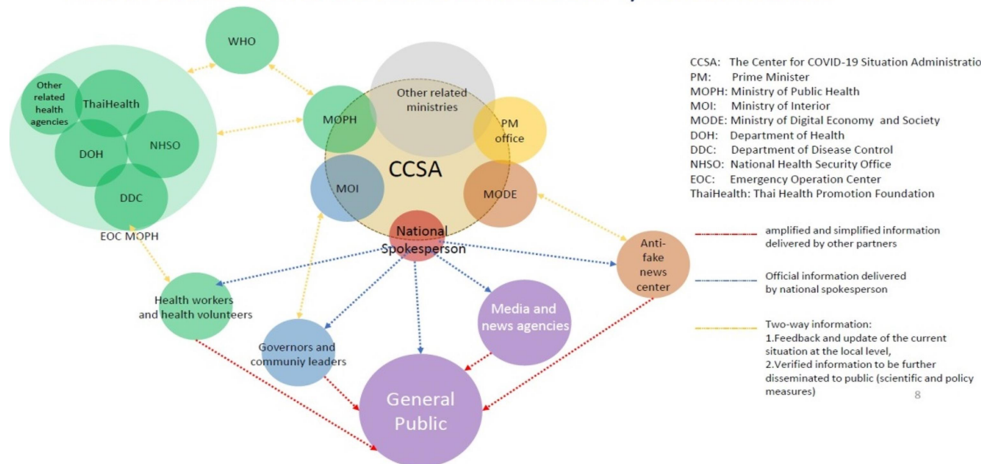 WHO
Other
related
health
agencies
ThaiHealth
DOH
NHSO
DDC
EOC MOPH
Other related
ministries
MOPH
PM
office
CCSA
MOI
MODE
National
Spokesperson
Anti-
fake
news
center
Health workers
and health volunteers
Governors and
communiy leaders
Media and
news agencies
General
Public
CCSA: The Center for COVID-19 Situation Administratio
PM: Prime Minister
MOPH: Ministry of Public Health
MOI: Ministry of Interior
MODE: Ministry of Digital Economy and Society
DOH: Department of Health
DDC: Department of Disease Control
NHSO: National Health Security Office
EOC: Emergency Operation Center
ThaiHealth: Thai Health Promotion Foundation
amplified and simplified information
delivered by other partners
Official information delivered
by national spokesperson
Two-way information:
1.Feedback and update of the current
situation at the local level,
2.Verified information to be further
disseminated to public (scientific and policy
measures)
8